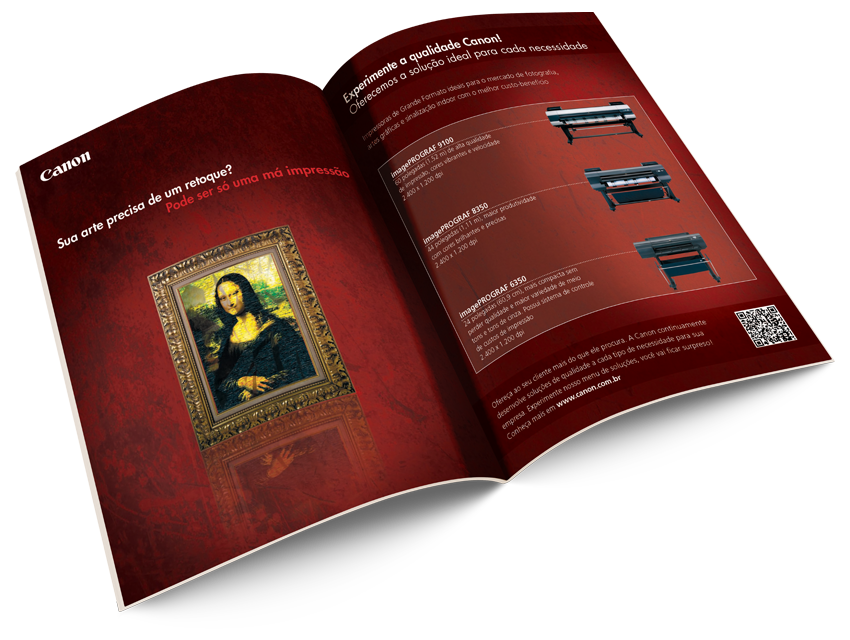 Canon
Sua arte precisa de um retoque?
Pode ser só uma má impressão
Experimente a qualidade Canon!
Oferecemos a solução ideal para cada necessidade
Impressoras de Grande Formato ideais para o mercado de fotografia,
artes gráficas e sinalização indoor com o melhor custo-benefício
imagePROGRAF 9100
60 polegadas (1,52 m) de alta qualidade
de impressão, cores vibrantes e velocidade
2.400 x 1.200 dpi
imagePROGRAF 8350
44 polegadas (1,11 m), maior produtividade
com cores brilhantes e precisas
2.400 x 1.200 dpi
imagePROGRAF 6350
24 polegadas (60,9 cm), mais compacta sem
perder qualidade e maior variedade de meio
tons e tons de cinza. Possui sistema de controle
de custos de impressão
2.400 x 1.200 dpi
Ofereça ao seu cliente mais do que ele procura. A Canon continuamente
desenvolve soluções de qualidade a cada tipo de necessidade para sua
empresa. Experimente nosso menu de soluções, você vai ficar surpreso!
Conheça mais em www.canon.com.br